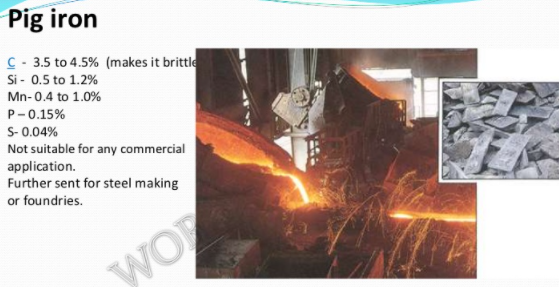 Pig iron
C - 3.5 to 4.5% (makes it brittle
Si - 0.5 to 1.2%
Mn- 0.4 to 1.0%
P – 0.15%
S- 0.04%
Not suitable for any commercial
application.
Further sent for steel making
or foundries.